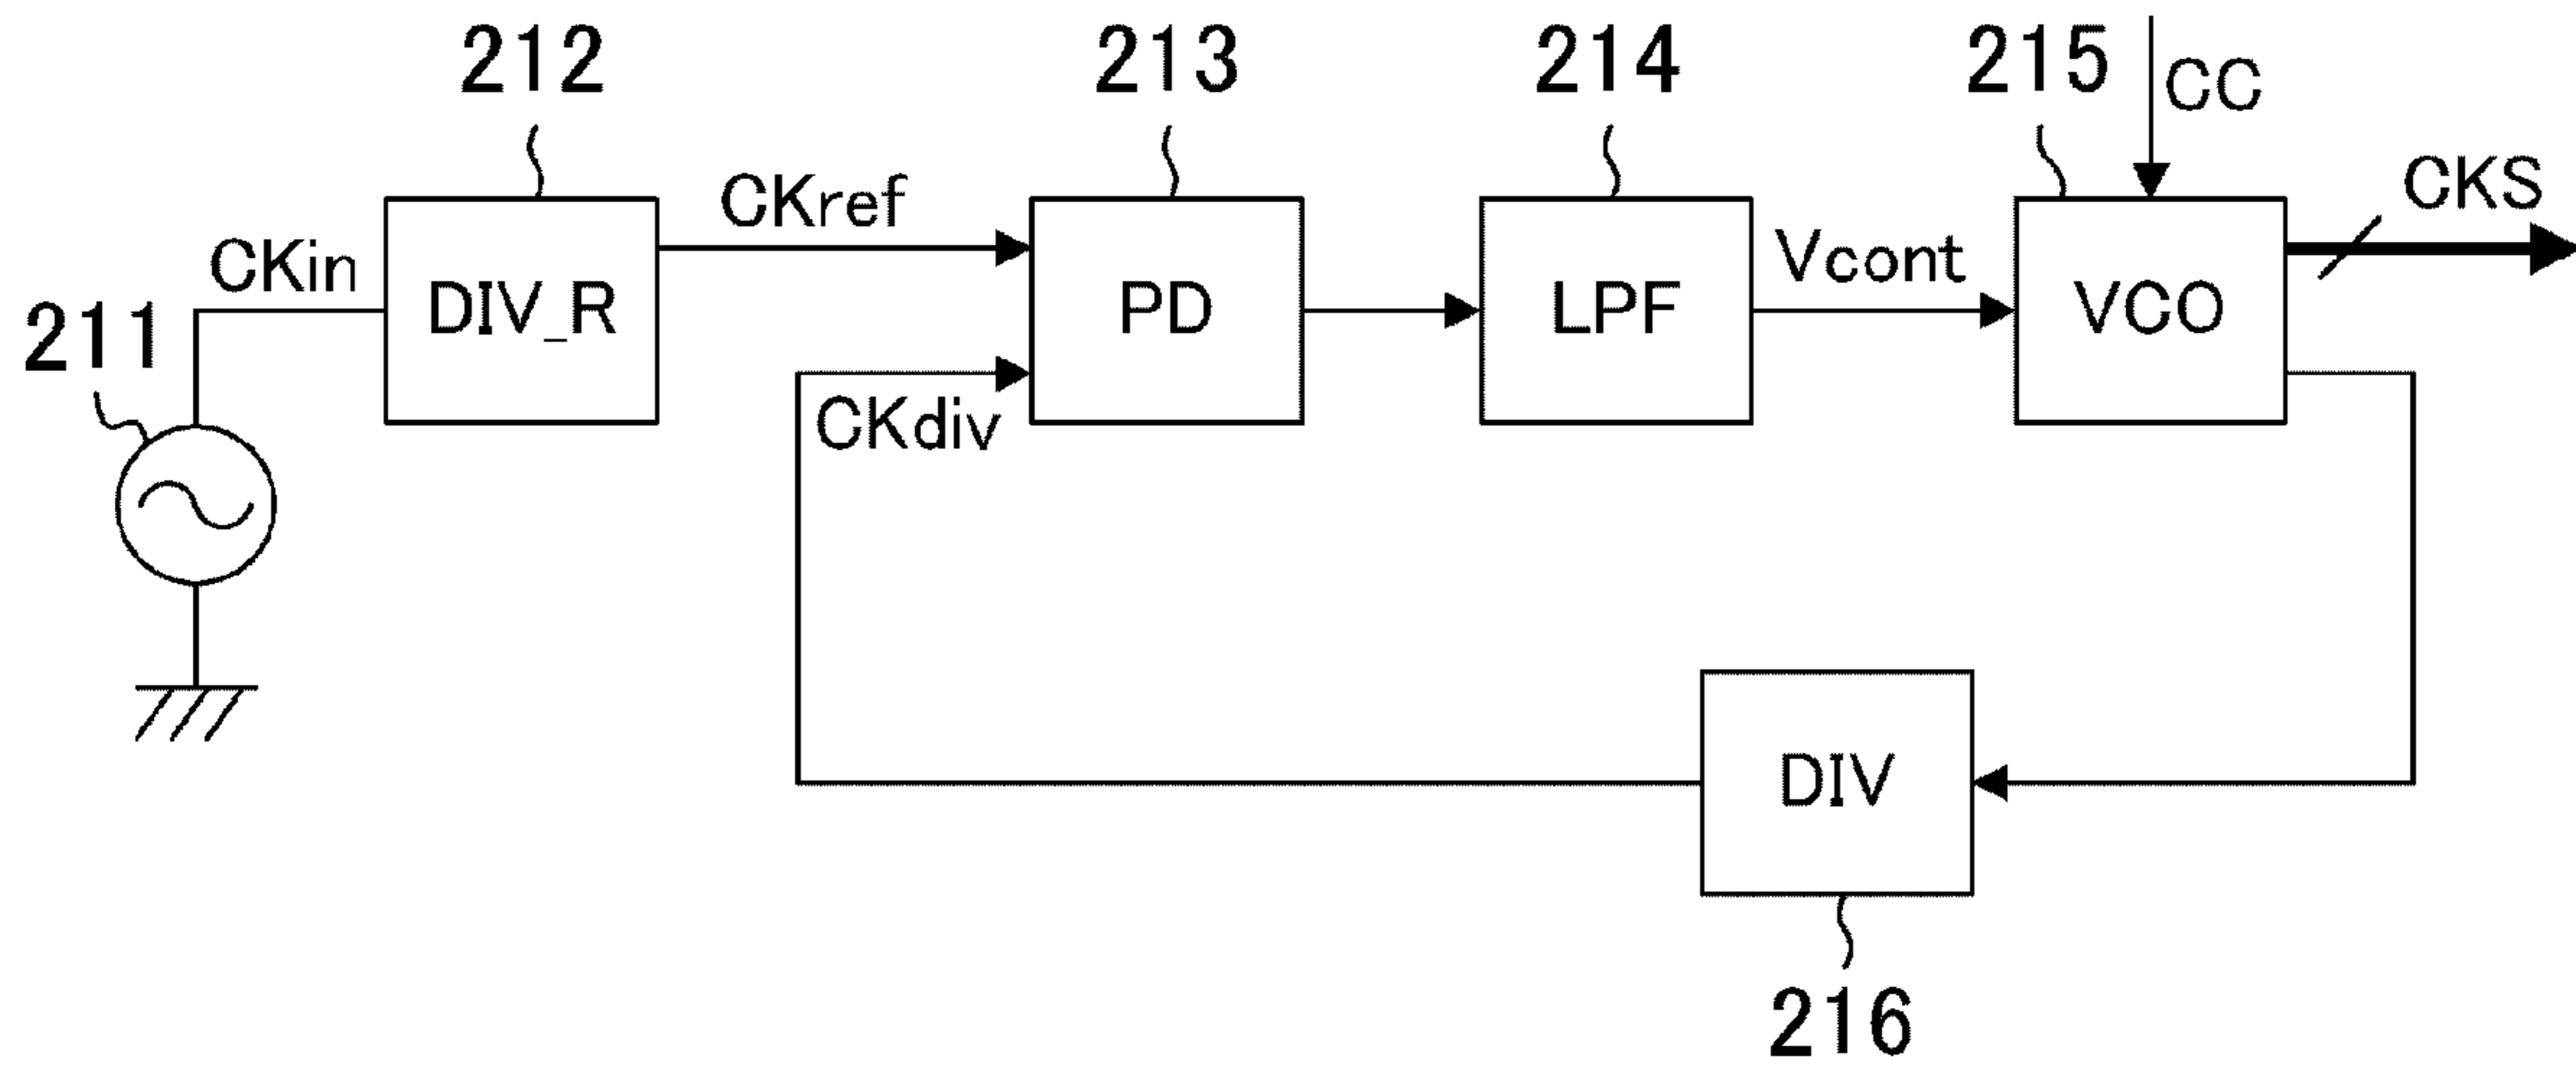 212
213
214
215
CC
CKS
CKref
CKin
Vcont
211
DIV_R
PD
LPF
VCO
CKdiv
DIV
216